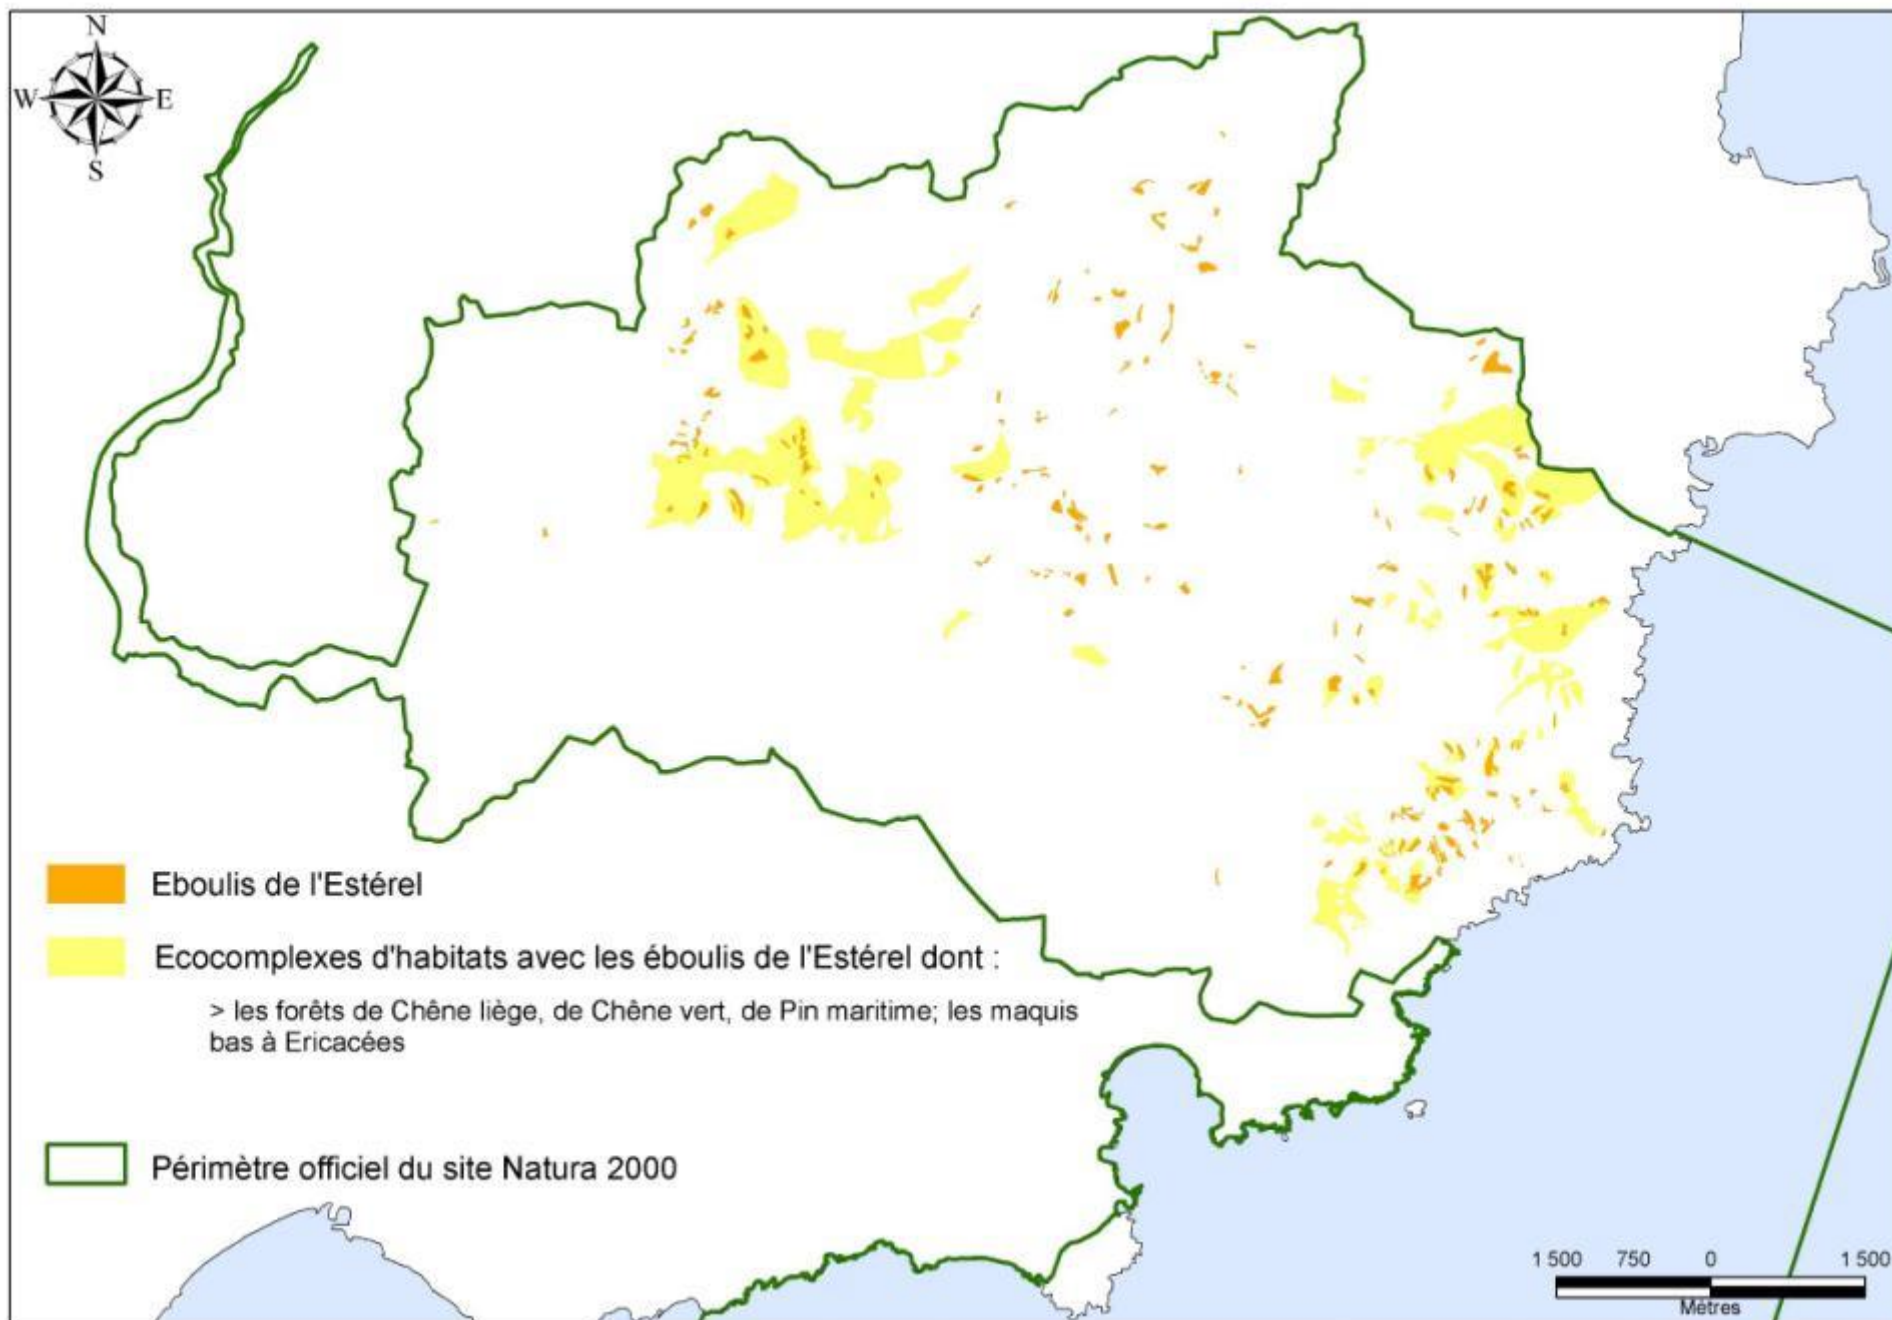 N
W E
S
Eboulis de l'Estérel
Ecocomplexes d'habitats avec les éboulis de l'Estérel dont :
> les forêts de Chêne liège, de Chêne vert, de Pin maritime; les maquis
bas à Ericacées
Périmètre officiel du site Natura 2000
1 500 750 0 1 500
Mètres